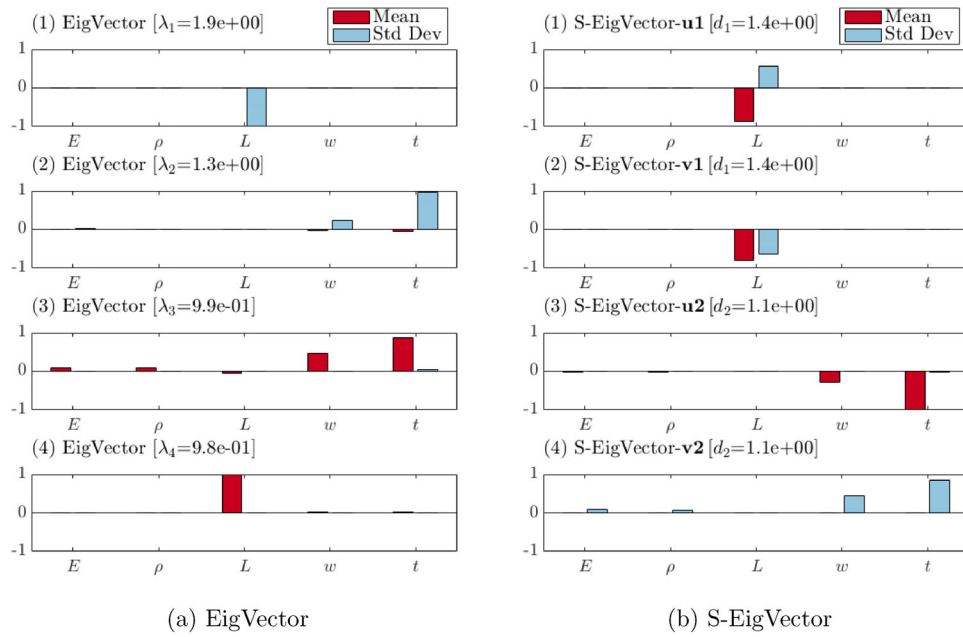 (1) EigVector [λ₁=1.9e+00]
Mean
Std Dev
1
0
-1
E ρ L w t
(2) EigVector [λ₂=1.3e+00]
1
0
-1
E ρ L w t
(3) EigVector [λ₃=9.9e-01]
1
0
-1
E ρ L w t
(4) EigVector [λ₄=9.8e-01]
1
0
-1
E ρ L w t
(a) EigVector
(1) S-EigVector-u1 [d₁=1.4e+00]
Mean
Std Dev
1
0
-1
E ρ L w t
(2) S-EigVector-v1 [d₁=1.4e+00]
1
0
-1
E ρ L w t
(3) S-EigVector-u2 [d₂=1.1e+00]
1
0
-1
E ρ L w t
(4) S-EigVector-v2 [d₂=1.1e+00]
1
0
-1
E ρ L w t
(b) S-EigVector